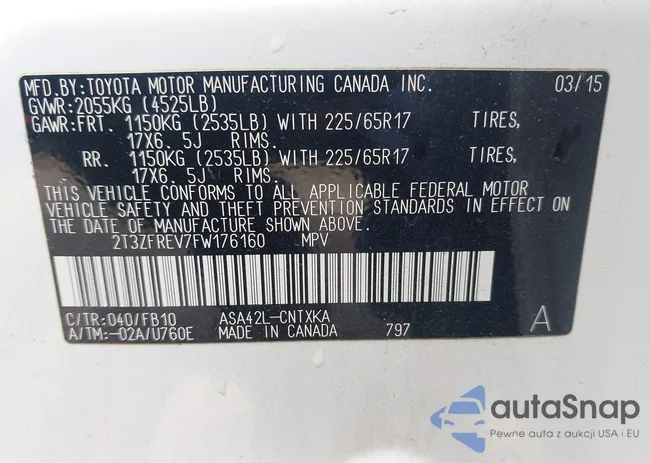 MFD.BY:TOYOTA MOTOR MANUFACTURING CANADA INC. 03/15
GVWR:2055KG (4525LB)
GAWR:FRT. 1150KG (2535LB) WITH 225/65R17 TIRES,
17X6. 5J RIMS.
RR. 1150KG (2535LB) WITH 225/65R17 TIRES,
17X6. 5J RIMS.
THIS VEHICLE CONFORMS TO ALL APPLICABLE FEDERAL MOTOR
VEHICLE SAFETY AND THEFT PREVENTION STANDARDS IN EFFECT ON
THE DATE OF MANUFACTURE SHOWN ABOVE.
2T3ZFREV7FW176160 MPV
C/TR:040/FB10 ASA42L-CNTXKA
A/TM:-02A/U760E MADE IN CANADA 797 A
autoSnap
Pewne auta z aukcji USA i EU